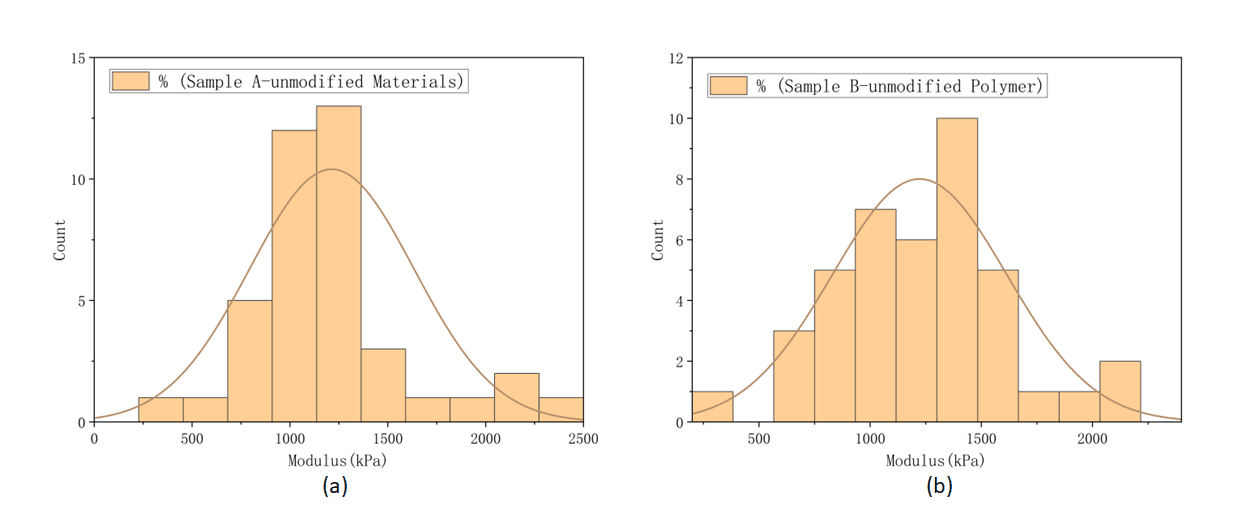 % (Sample A-unmodified Materials)
15
10
5
0
Count
0 500 1000 1500 2000 2500
Modulus(kPa)
(a)
% (Sample B-unmodified Polymer)
12
10
8
6
4
2
0
Count
500 1000 1500 2000
Modulus(kPa)
(b)